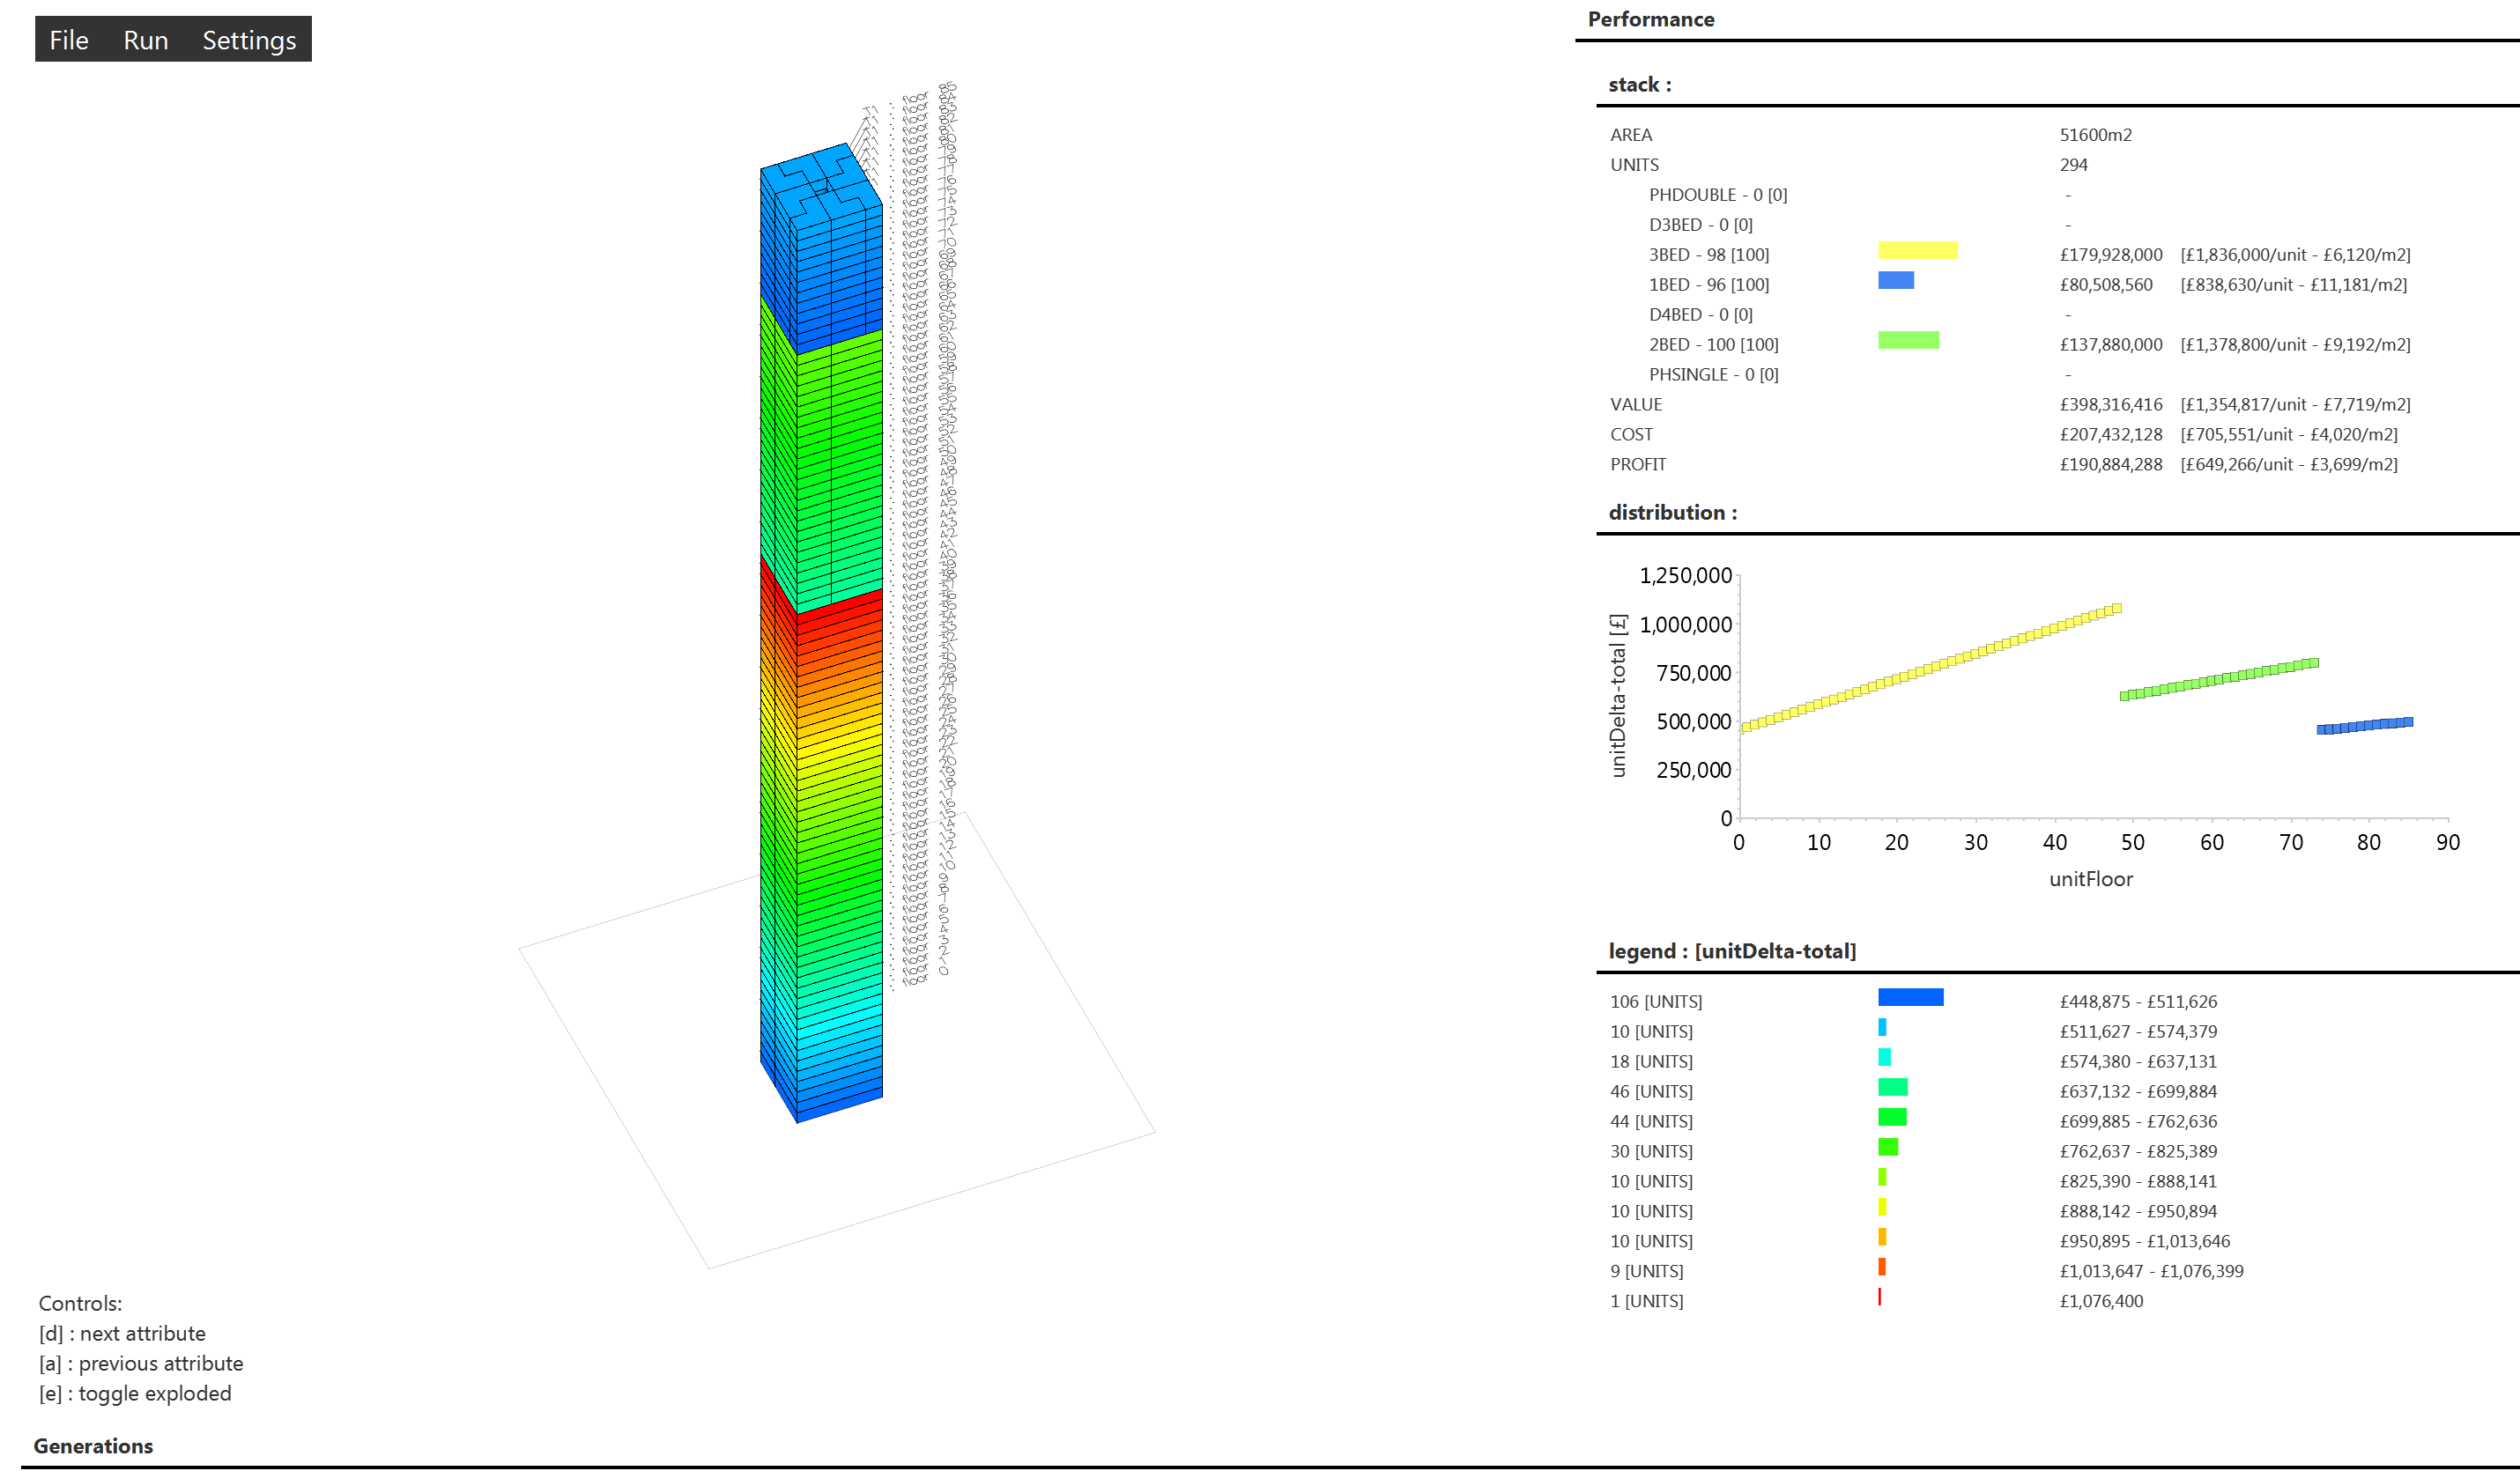 File Run Settings
Performance
stack :
AREA 51600m2
UNITS 294
PHDOUBLE - 0 [0] -
D3BED - 0 [0] -
3BED - 98 [100] £179,928,000 [£1,836,000/unit - £6,120/m2]
1BED - 96 [100] £80,508,560 [£838,630/unit - £11,181/m2]
D4BED - 0 [0] -
2BED - 100 [100] £137,880,000 [£1,378,800/unit - £9,192/m2]
PHSINGLE - 0 [0] -
VALUE £398,316,416 [£1,354,817/unit - £7,719/m2]
COST £207,432,128 [£705,551/unit - £4,020/m2]
PROFIT £190,884,288 [£649,266/unit - £3,699/m2]
distribution :
unitDelta-total [£]
1,250,000
1,000,000
750,000
500,000
250,000
0
0 10 20 30 40 50 60 70 80 90
unitFloor
legend : [unitDelta-total]
106 [UNITS] £448,875 - £511,626
10 [UNITS] £511,627 - £574,379
18 [UNITS] £574,380 - £637,131
46 [UNITS] £637,132 - £699,884
44 [UNITS] £699,885 - £762,636
30 [UNITS] £762,637 - £825,389
10 [UNITS] £825,390 - £888,141
10 [UNITS] £888,142 - £950,894
10 [UNITS] £950,895 - £1,013,646
9 [UNITS] £1,013,647 - £1,076,399
1 [UNITS] £1,076,400
Controls:
[d] : next attribute
[a] : previous attribute
[e] : toggle exploded
Generations